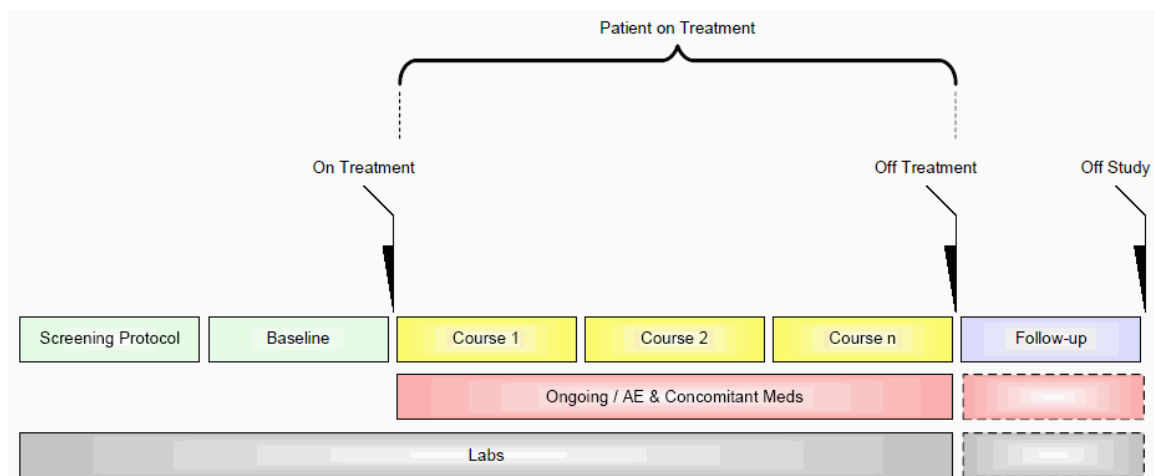 Patient on Treatment
On Treatment
Off Treatment
Off Study
Screening Protocol
Baseline
Course 1
Course 2
Course n
Follow-up
Ongoing / AE & Concomitant Meds
Labs